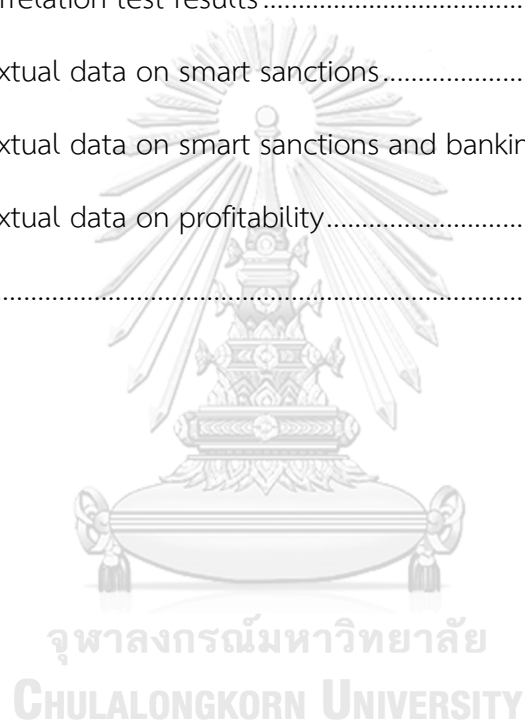 rrelation test results
xtual data on smart sanctions
xtual data on smart sanctions and bankin
xtual data on profitability
จุฬาลงกรณ์มหาวิทยาลัย
CHULALONGKORN UNIVERSITY